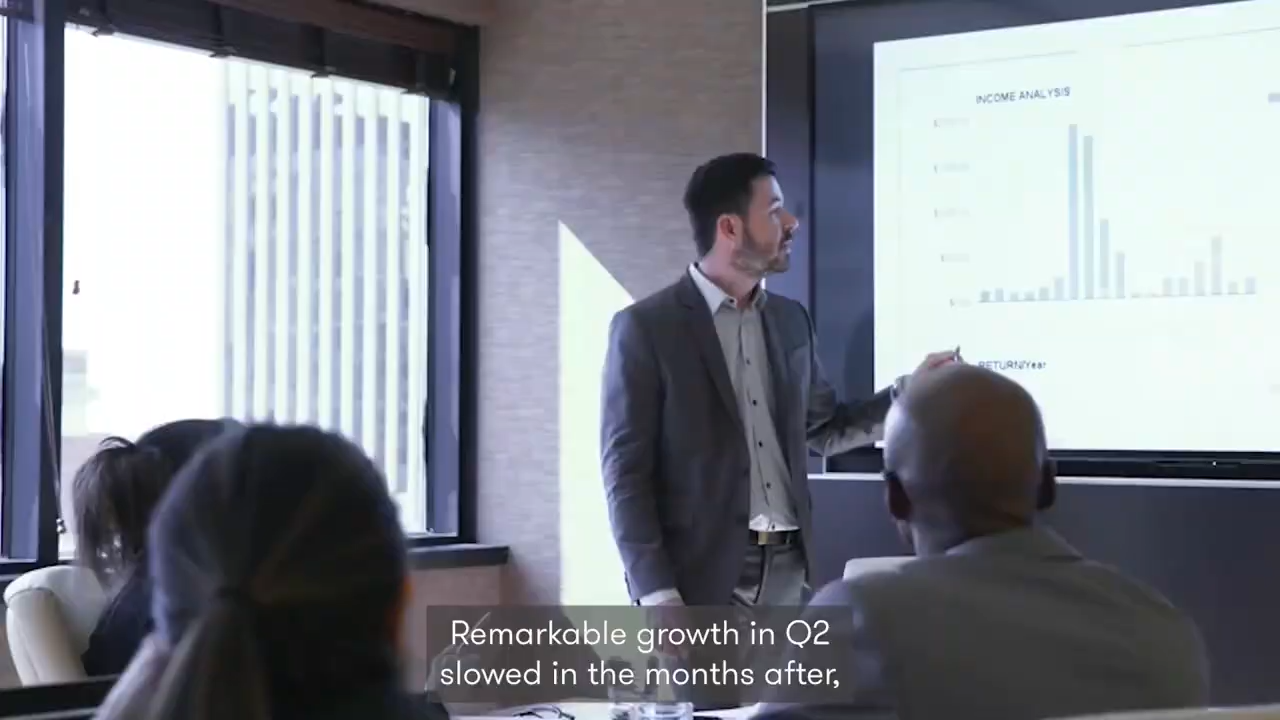 INCOME ANALYSIS
RETURN/Year
Remarkable growth in Q2
slowed in the months after,